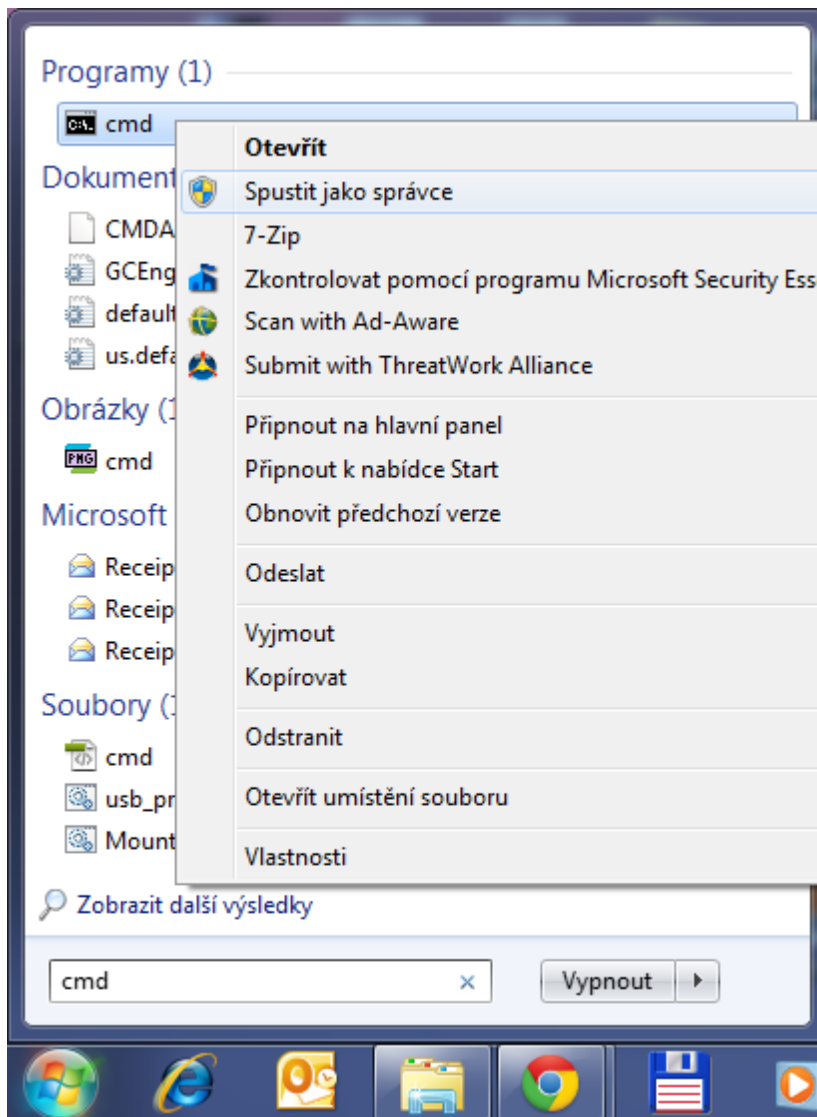 Programy (1)
cmd
Otevřít
Dokument
Spustit jako správce
CMDA
7-Zip
GCEng
Zkontrolovat pomocí programu Microsoft Security Ess
default
Scan with Ad-Aware
us.defa
Submit with ThreatWork Alliance
Obrázky (1
Připnout na hlavní panel
cmd
Připnout k nabídce Start
Microsoft
Obnovit předchozí verze
Receip
Odeslat
Receip
Vyjmout
Receip
Kopírovat
Soubory (1
Odstranit
cmd
usb_pr
Otevřít umístění souboru
Mount
Vlastnosti
Zobrazit další výsledky
cmd
Vypnout